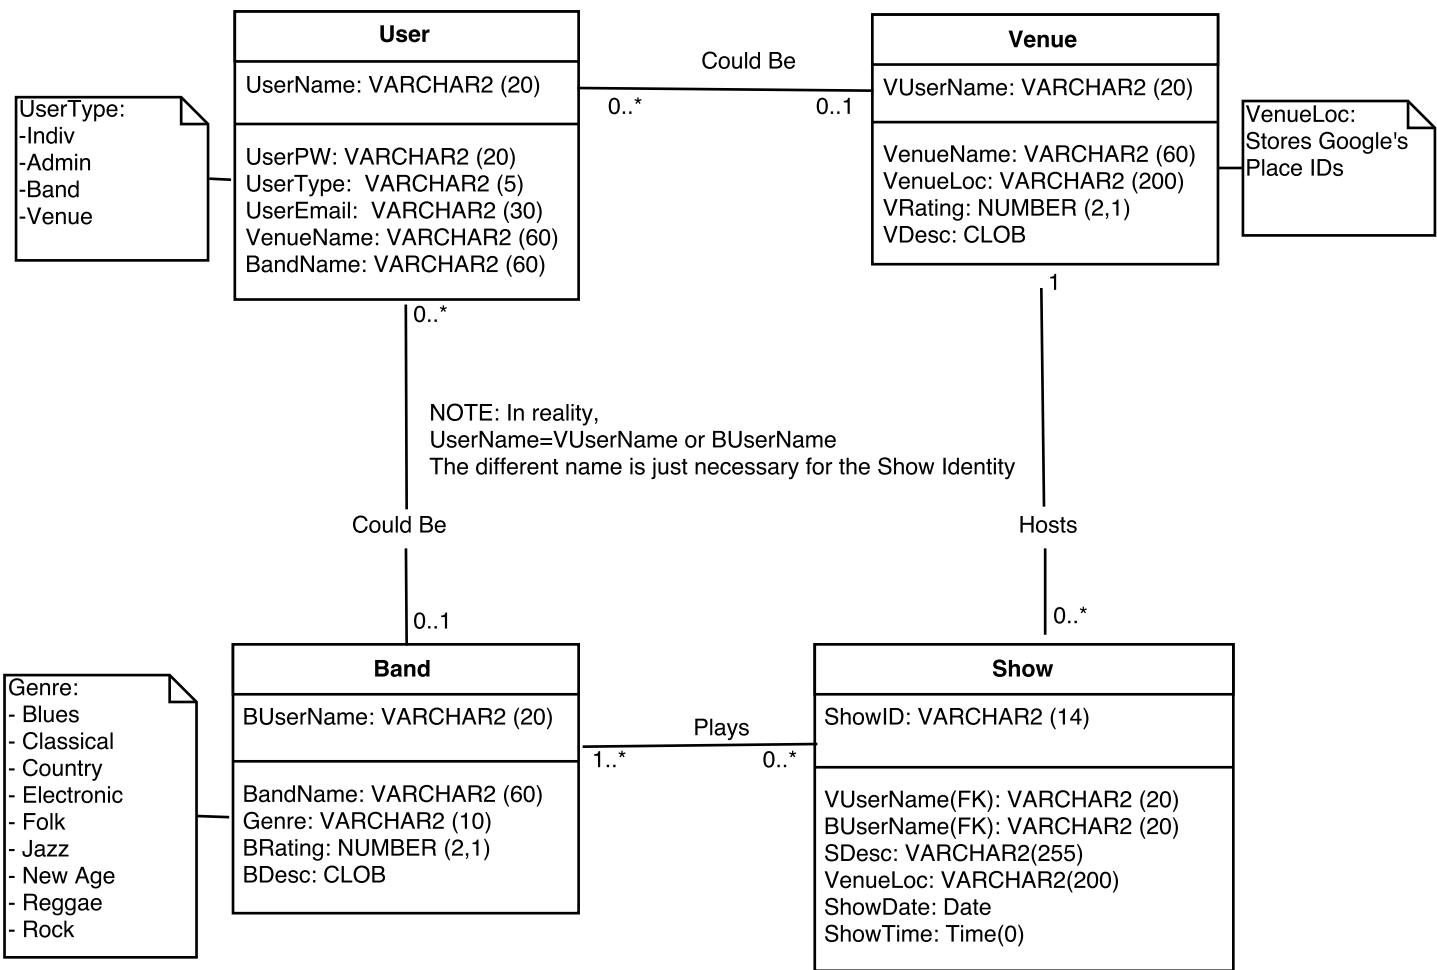 User
UserName: VARCHAR2 (20)
UserPW: VARCHAR2 (20)
UserType:  VARCHAR2 (5)
UserEmail:  VARCHAR2 (30)
VenueName: VARCHAR2 (60)
BandName: VARCHAR2 (60)
UserType:
-Indiv
-Admin
-Band
-Venue
Could Be
0..*
0..1
Venue
VUserName: VARCHAR2 (20)
VenueName: VARCHAR2 (60)
VenueLoc: VARCHAR2 (200)
VRating: NUMBER (2,1)
VDesc: CLOB
VenueLoc:
Stores Google's
Place IDs
0..*
1
NOTE: In reality,
UserName=VUserName or BUserName
The different name is just necessary for the Show Identity
Could Be
Hosts
0..1
0..*
Genre:
- Blues
- Classical
- Country
- Electronic
- Folk
- Jazz
- New Age
- Reggae
- Rock
Band
BUserName: VARCHAR2 (20)
BandName: VARCHAR2 (60)
Genre: VARCHAR2 (10)
BRating: NUMBER (2,1)
BDesc: CLOB
Plays
1..*
0..*
Show
ShowID: VARCHAR2 (14)
VUserName(FK): VARCHAR2 (20)
BUserName(FK): VARCHAR2 (20)
SDesc: VARCHAR2(255)
VenueLoc: VARCHAR2(200)
ShowDate: Date
ShowTime: Time(0)